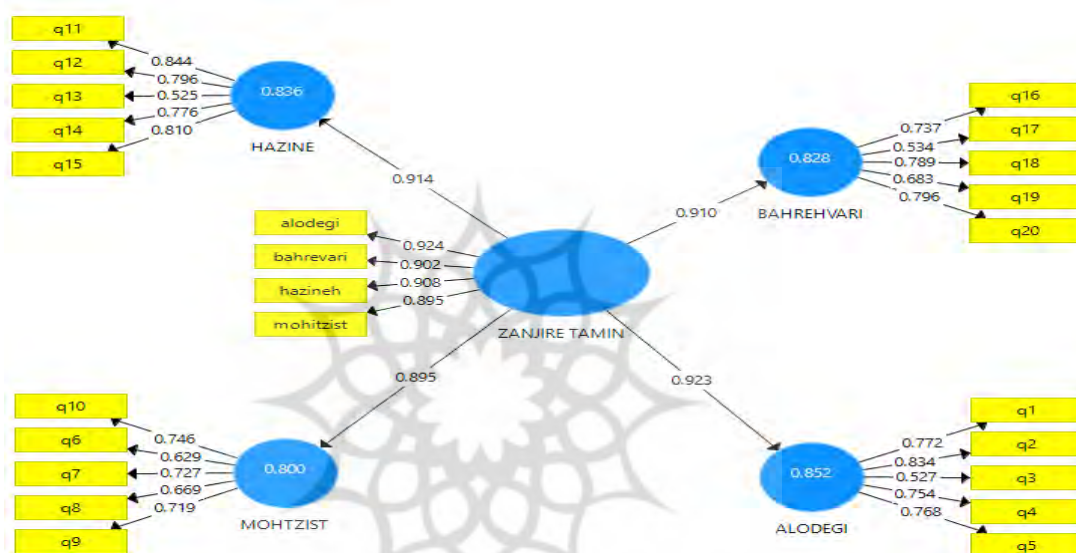 q11
q12
q13
q14
q15
0.844
0.796
0.525
0.776
0.810
0.836
HAZINE
0.914
q16
q17
q18
q19
q20
0.737
0.534
0.789
0.683
0.796
0.828
BAHREHVARI
0.910
alodegi
bahrevari
hazineh
mohitzist
0.924
0.902
0.908
0.895
ZANJIRE TAMIN
0.895
0.923
q10
q6
q7
q8
q9
0.746
0.629
0.727
0.669
0.719
0.800
MOHTZIST
q1
q2
q3
q4
q5
0.772
0.834
0.527
0.754
0.768
0.852
ALODEGI